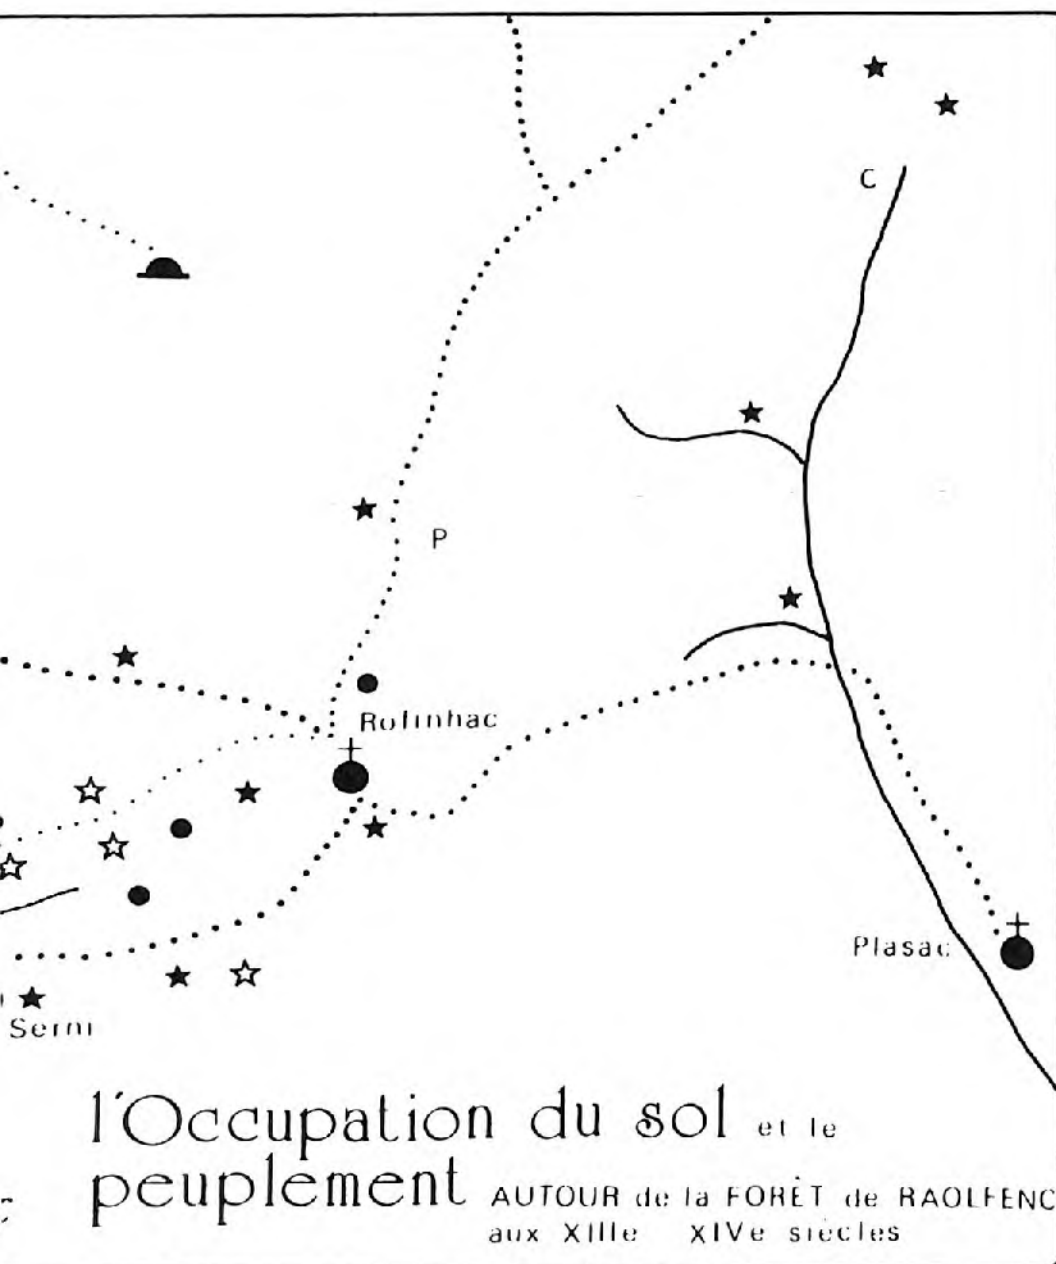 C
P
Rofinhac
Plasac
Serni
l'Occupation du sol et le
peuplement AUTOUR de la FORÊT de RAOLFENC
aux XIIIe XIVe siècles